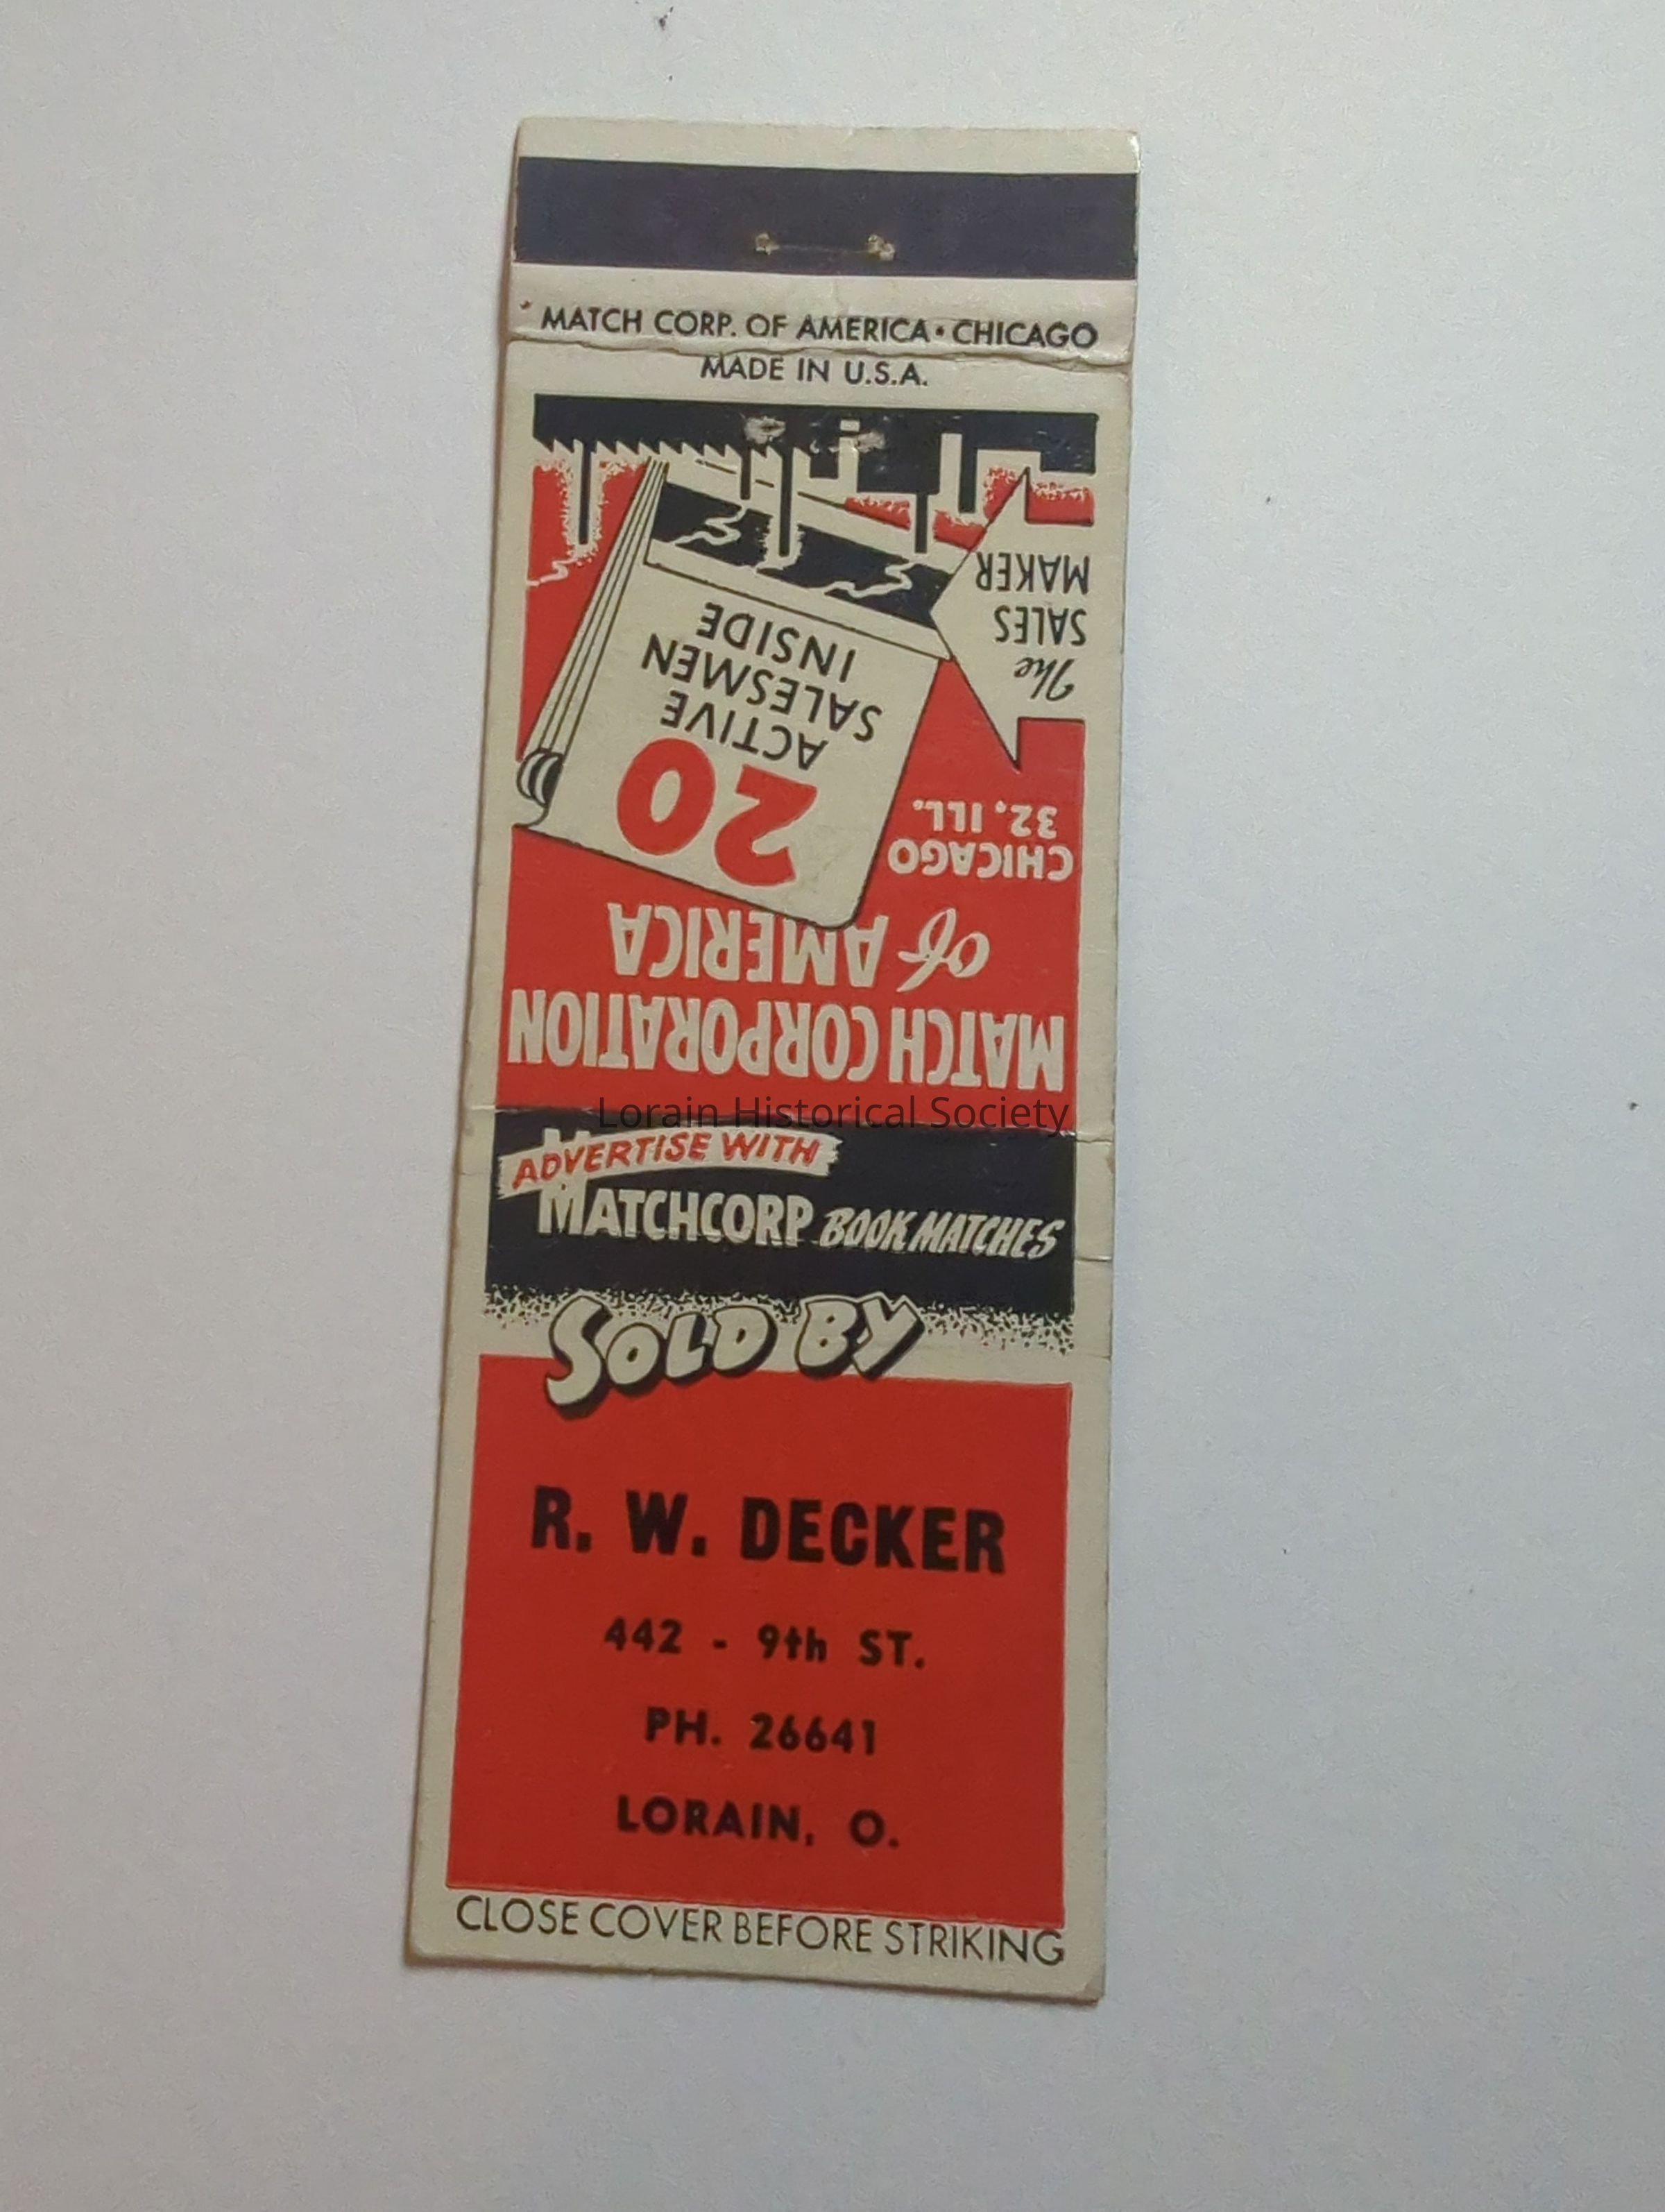 MATCH CORP. OF AMERICA • CHICAGO
MADE IN U.S.A.
MATCH CORPORATION
of AMERICA
CHICAGO
32, ILL.
20
ACTIVE
SALESMEN
INSIDE
The
SALES
MAKER
Lorain Historical Society
ADVERTISE WITH
MATCHCORP BOOK MATCHES
SOLD BY
R. W. DECKER
442 - 9th ST.
PH. 26641
LORAIN, O.
CLOSE COVER BEFORE STRIKING